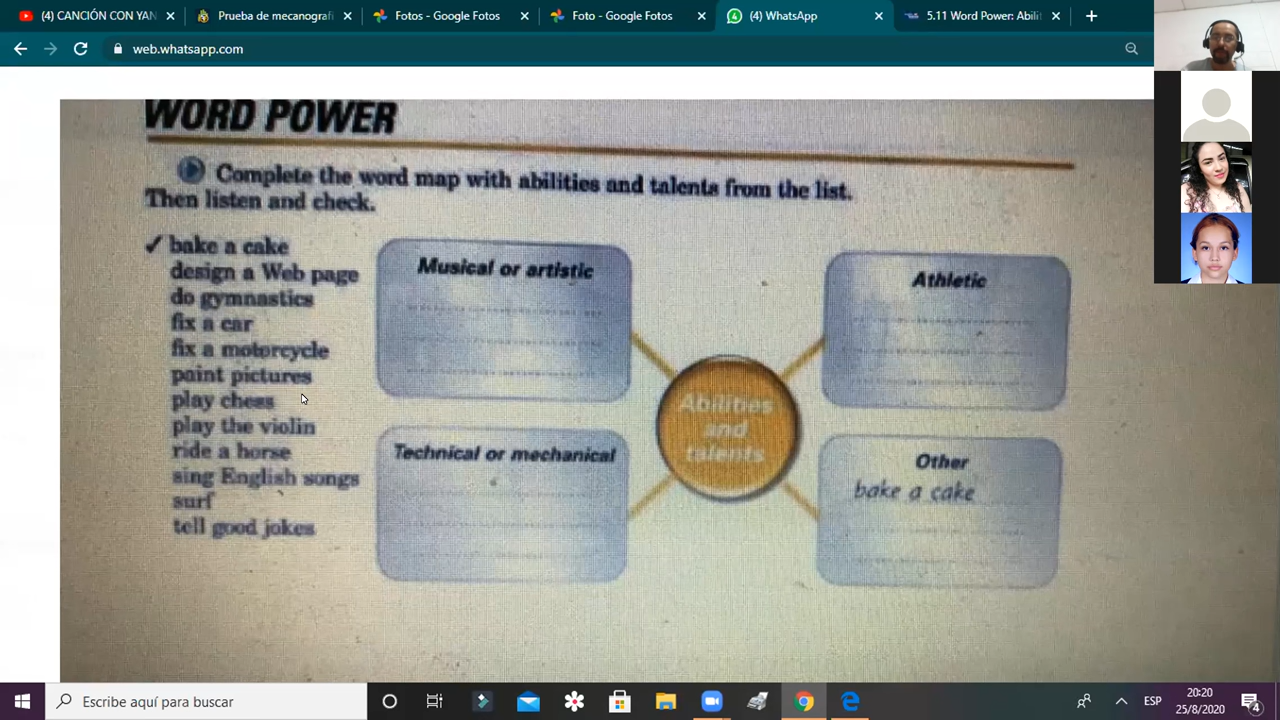 (4) CANCIÓN CON YAN
Prueba de mecanografí
Fotos - Google Fotos
Foto - Google Fotos
(4) WhatsApp
5.11 Word Power: Abili
web.whatsapp.com
WORD POWER
Complete the word map with abilities and talents from the list.
Then listen and check.
✓ bake a cake
design a Web page
do gymnastics
fix a car
fix a motorcycle
paint pictures
play chess
play the violin
ride a horse
sing English songs
surf
tell good jokes
Musical or artistic
Athletic
Abilities
and
talents
Technical or mechanical
Other
bake a cake
Escribe aquí para buscar
ESP
20:20
25/8/2020
4